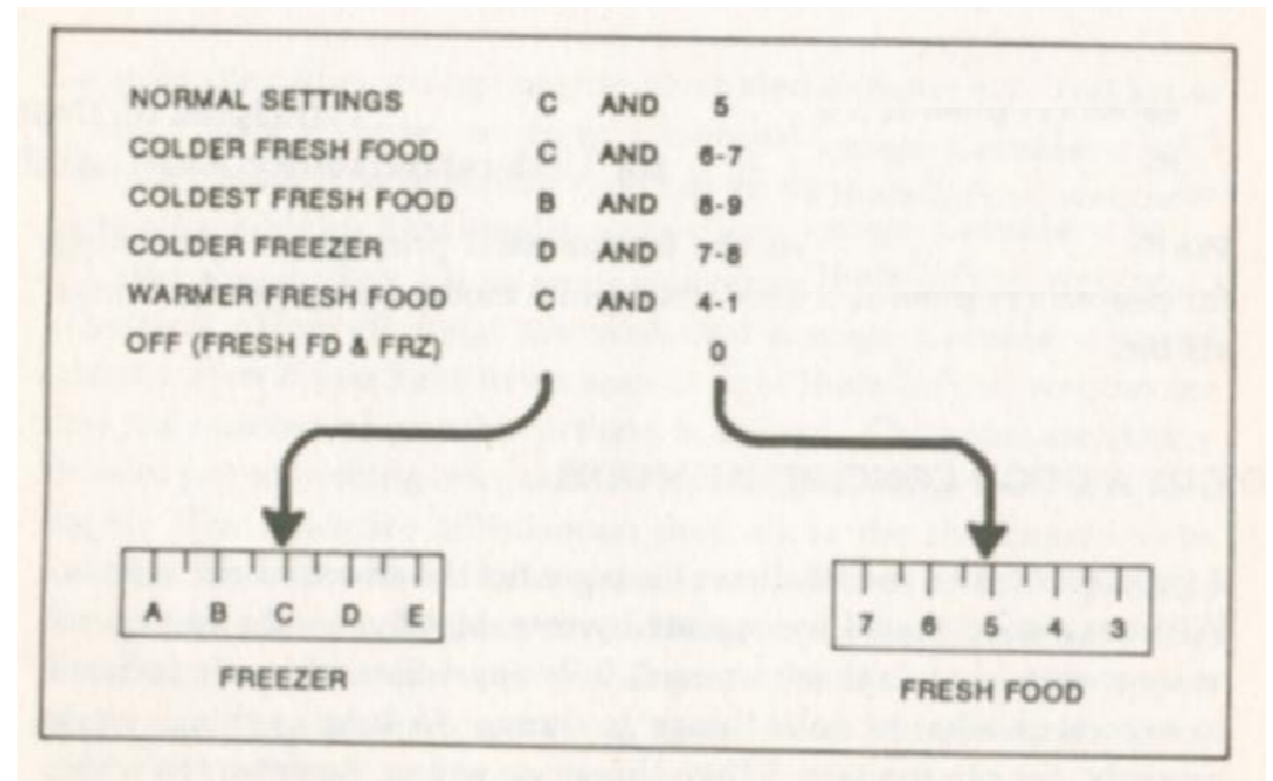 NORMAL SETTINGS C AND 5
COLDER FRESH FOOD C AND 6-7
COLDEST FRESH FOOD B AND 8-9
COLDER FREEZER D AND 7-8
WARMER FRESH FOOD C AND 4-1
OFF (FRESH FD & FRZ) 0
A B C D E
7 6 5 4 3
FREEZER
FRESH FOOD